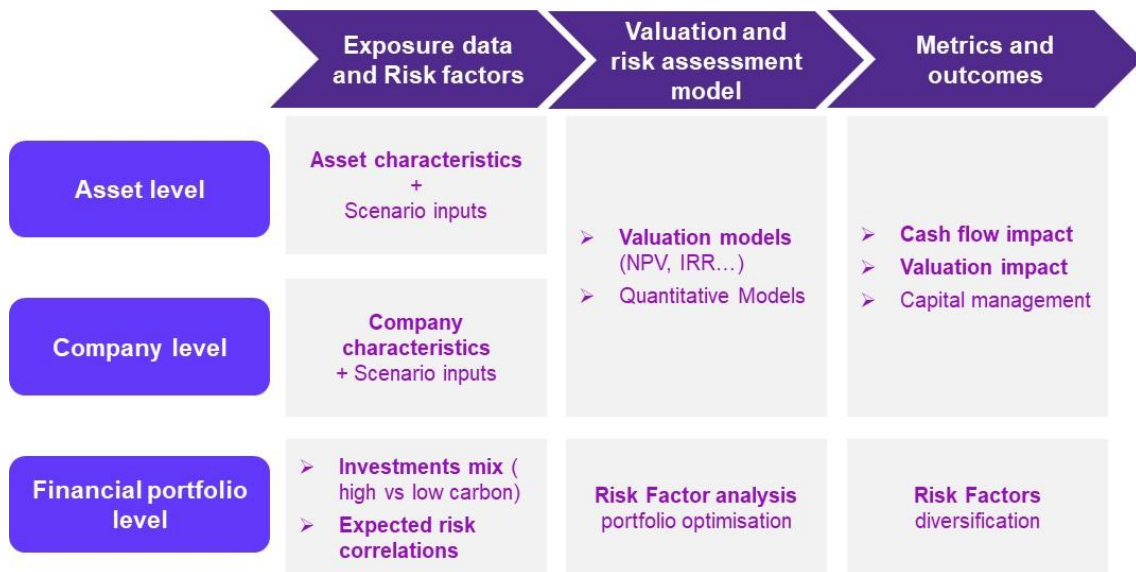 Exposure data
and Risk factors
Valuation and
risk assessment
model
Metrics and
outcomes
Asset level
Asset characteristics
+
Scenario inputs
➢ Valuation models
(NPV, IRR…)
➢ Quantitative Models
➢ Cash flow impact
➢ Valuation impact
➢ Capital management
Company level
Company
characteristics
+ Scenario inputs
Financial portfolio
level
➢ Investments mix (
high vs low carbon)
➢ Expected risk
correlations
Risk Factor analysis
portfolio optimisation
Risk Factors
diversification